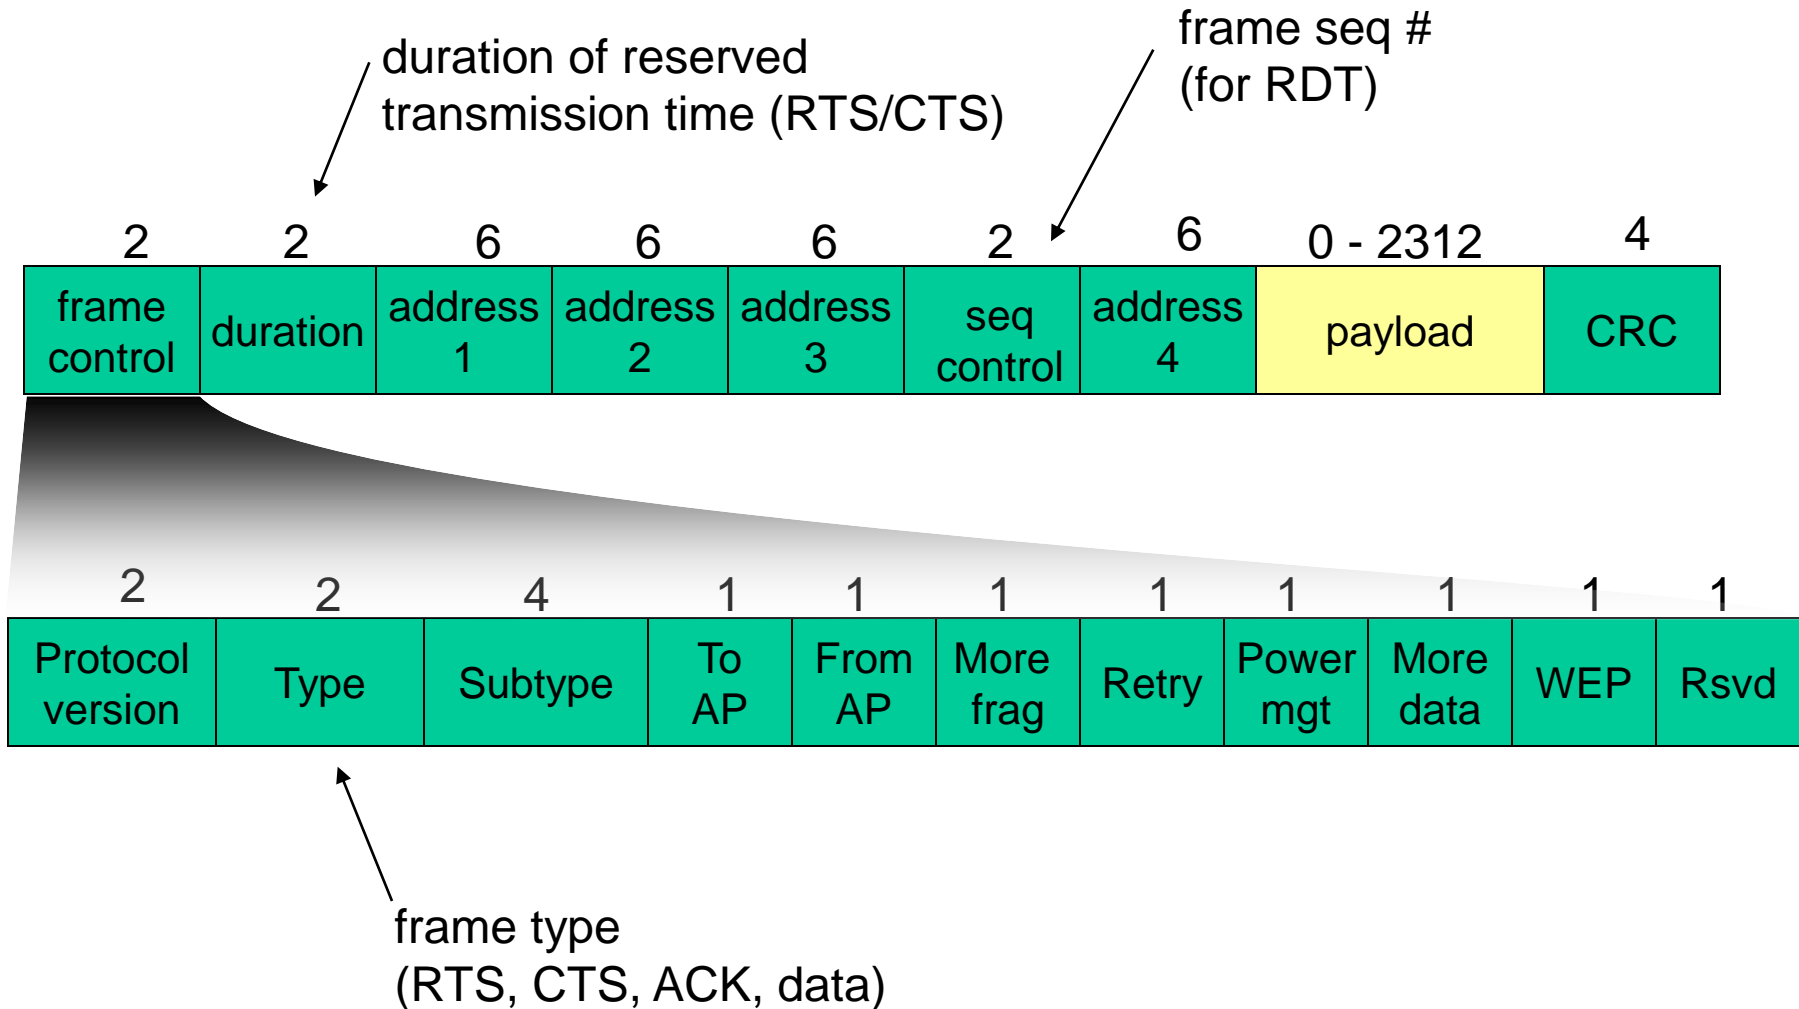 duration of reserved
transmission time (RTS/CTS)
frame seq #
(for RDT)
2 2 6 6 6 2 6 0 - 2312 4
frame
control
duration
address
1
address
2
address
3
seq
control
address
4
payload
CRC
2 2 4 1 1 1 1 1 1 1 1
Protocol
version
Type
Subtype
To
AP
From
AP
More
frag
Retry
Power
mgt
More
data
WEP
Rsvd
frame type
(RTS, CTS, ACK, data)